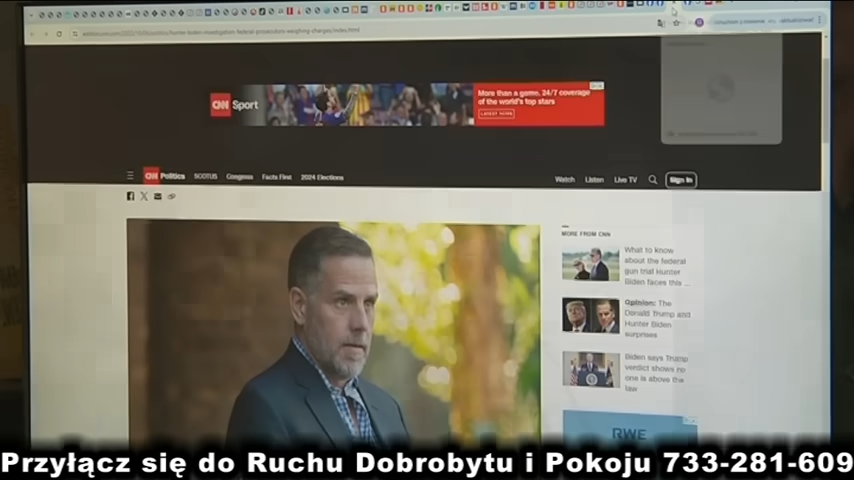 CNN Sport
More than a game. 24/7 coverage
of the world's top stars
LATEST NEWS
CNN Politics SCOTUS Congress Facts First 2024 Elections
Watch Listen Live TV Sign in
MORE FROM CNN
What to know
about the federal
gun trial Hunter
Biden faces this ...
Opinion: The
Donald Trump and
Hunter Biden
surprises
Biden says Trump
verdict shows no
one is above the
law
RWE
Przyłącz się do Ruchu Dobrobytu i Pokoju 733-281-609